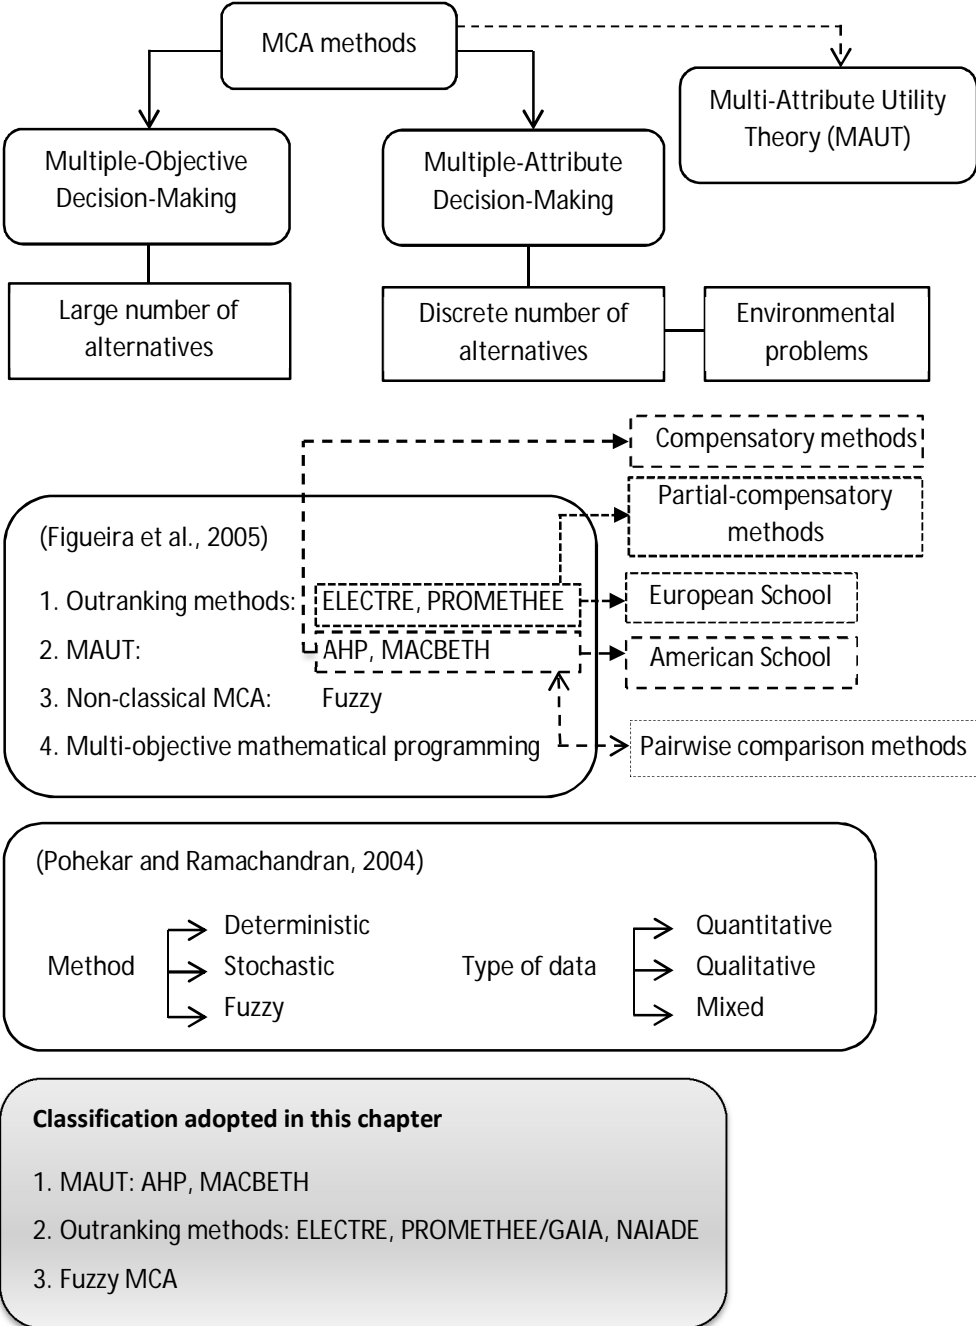 MCA methods
Multi-Attribute Utility
Theory (MAUT)
Multiple-Objective
Decision-Making
Multiple-Attribute
Decision-Making
Large number of
alternatives
Discrete number of
alternatives
Environmental
problems
Compensatory methods
Partial-compensatory
methods
(Figueira et al., 2005)
1. Outranking methods: ELECTRE, PROMETHEE
European School
2. MAUT: AHP, MACBETH
American School
3. Non-classical MCA: Fuzzy
4. Multi-objective mathematical programming
Pairwise comparison methods
(Pohekar and Ramachandran, 2004)
Method
Deterministic
Stochastic
Fuzzy
Type of data
Quantitative
Qualitative
Mixed
Classification adopted in this chapter
1. MAUT: AHP, MACBETH
2. Outranking methods: ELECTRE, PROMETHEE/GAIA, NAIADE
3. Fuzzy MCA